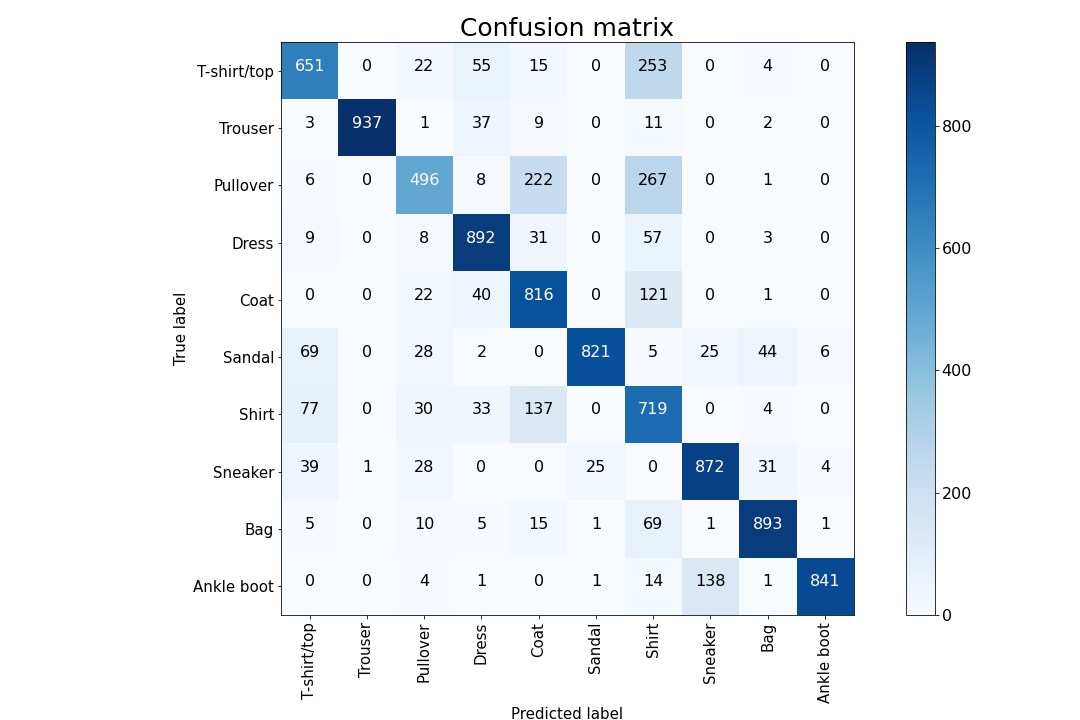 Confusion matrix
T-shirt/top 651 0 22 55 15 0 253 0 4 0
Trouser 3 937 1 37 9 0 11 0 2 0
Pullover 6 0 496 8 222 0 267 0 1 0
Dress 9 0 8 892 31 0 57 0 3 0
Coat 0 0 22 40 816 0 121 0 1 0
Sandal 69 0 28 2 0 821 5 25 44 6
Shirt 77 0 30 33 137 0 719 0 4 0
Sneaker 39 1 28 0 0 25 0 872 31 4
Bag 5 0 10 5 15 1 69 1 893 1
Ankle boot 0 0 4 1 0 1 14 138 1 841
True label
T-shirt/top Trouser Pullover Dress Coat Sandal Shirt Sneaker Bag Ankle boot
Predicted label
800
600
400
200
0